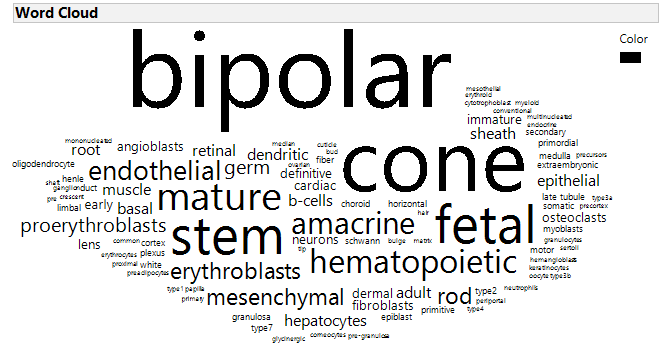 Word Cloud
Color
bipolar
mesothelial
erythroid
cytotrophoblast myeloid
conventional
immature multinucleated
endocrine
sheath secondary
mononucleated
root angioblasts retinal
median cuticle
bud
dendritic fiber
cone
primordial
medulla precursors
extraembryonic
oligodendrocyte
endothelial germ
ovarian
definitive
epithelial
shaft henle
ganglion duct muscle
mature
cardiac
pre crescent
limbal early basal
b-cells choroid horizontal
late tubule type3a
somatic precortex
proerythroblasts
stem
amacrine
hair
fetal
osteoclasts
myoblasts
lens common cortex
neurons schwann bulge matrix
tip
granulocytes
motor sertoli
erythrocytes plexus
proximal white
preadipocytes
erythroblasts
hematopoietic
hemangioblasts
keratinocytes
oocyte type3b
type1 papilla
primary
mesenchymal
dermal adult rod type2 neutrophils
periportal
fibroblasts primitive type4
granulosa hepatocytes epiblast
type7
glycinergic corneocytes pre-granulosa